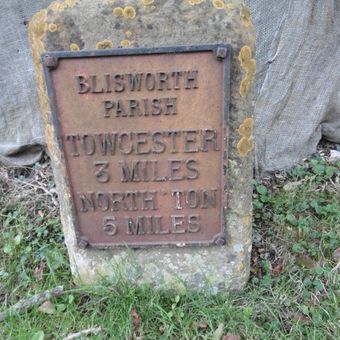 BLISWORTH
PARISH
TOWCESTER
3 MILES
NORTH TON
5 MILES